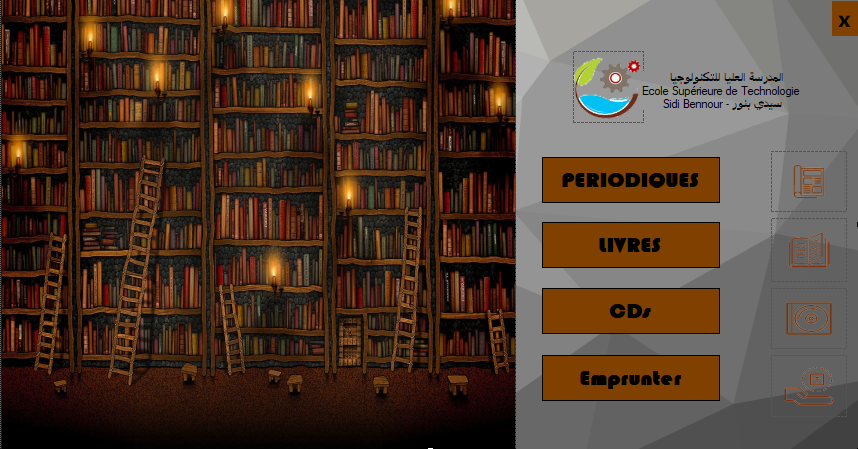 X
المدرسة العليا للتكنولوجيا
Ecole Supérieure de Technologie
Sidi Bennour - سيدي بنور
PERIODIQUES
LIVRES
CDs
Emprunter